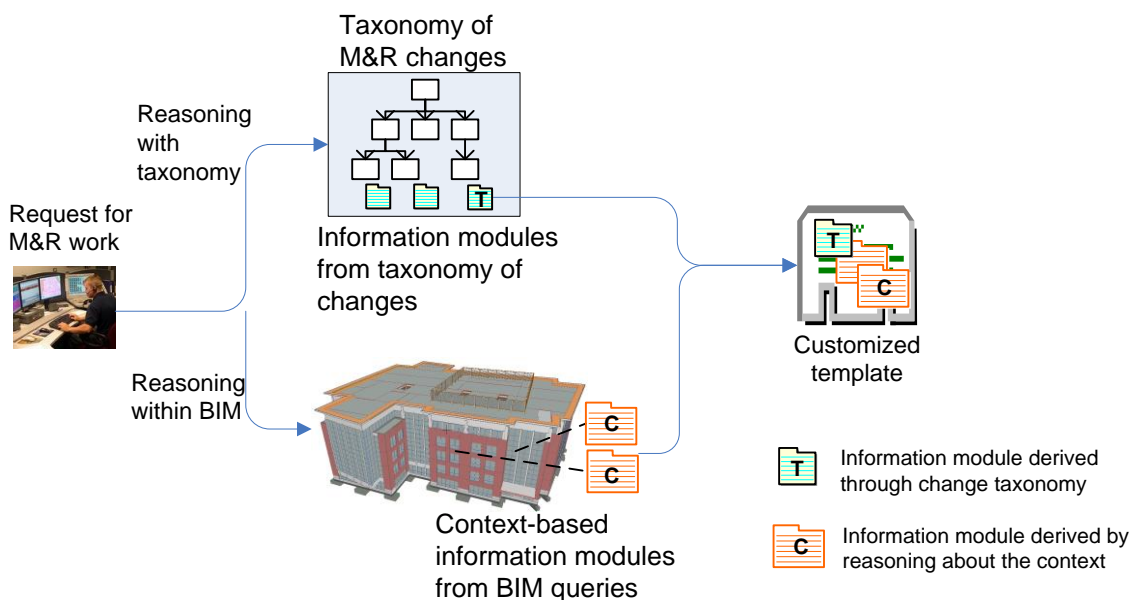 Taxonomy of
M&R changes
Reasoning
with
taxonomy
T
Request for
M&R work
Information modules
from taxonomy of
changes
T
C
Customized
template
Reasoning
within BIM
C
C
Context-based
information modules
from BIM queries
T
Information module derived
through change taxonomy
C
Information module derived by
reasoning about the context